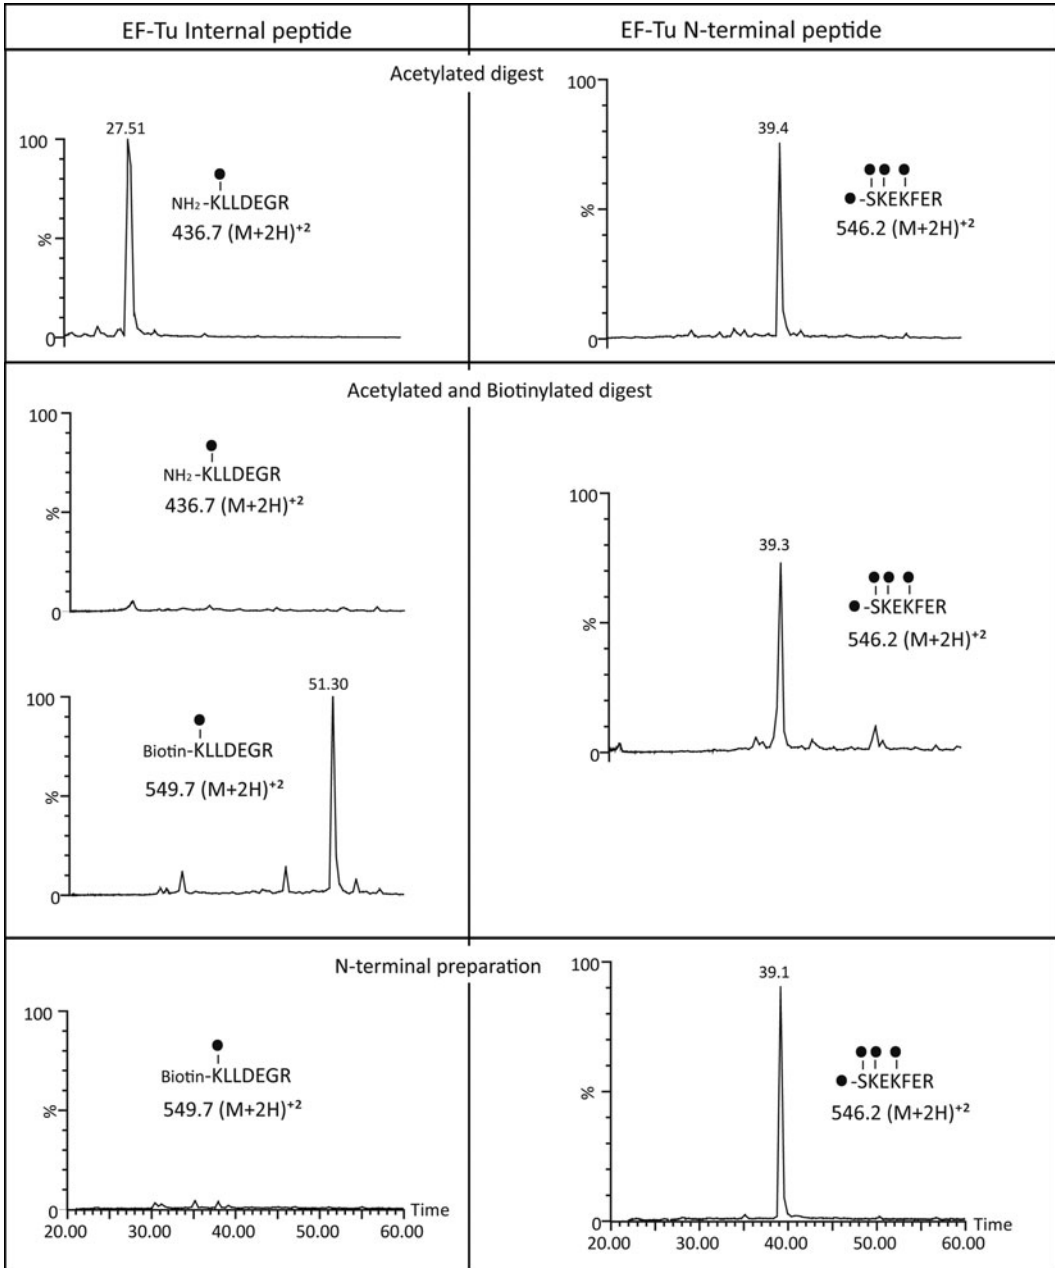 EF-Tu Internal peptide
EF-Tu N-terminal peptide
Acetylated digest
100
%
0
27.51
NH₂-KLLDEGR
436.7 (M+2H)⁺²
100
%
0
39.4
-SKEKFER
546.2 (M+2H)⁺²
Acetylated and Biotinylated digest
100
%
0
NH₂-KLLDEGR
436.7 (M+2H)⁺²
100
%
0
51.30
Biotin-KLLDEGR
549.7 (M+2H)⁺²
100
%
0
39.3
-SKEKFER
546.2 (M+2H)⁺²
N-terminal preparation
100
%
0
Biotin-KLLDEGR
549.7 (M+2H)⁺²
20.00 30.00 40.00 50.00 60.00 Time
100
%
0
39.1
-SKEKFER
546.2 (M+2H)⁺²
20.00 30.00 40.00 50.00 60.00 Time